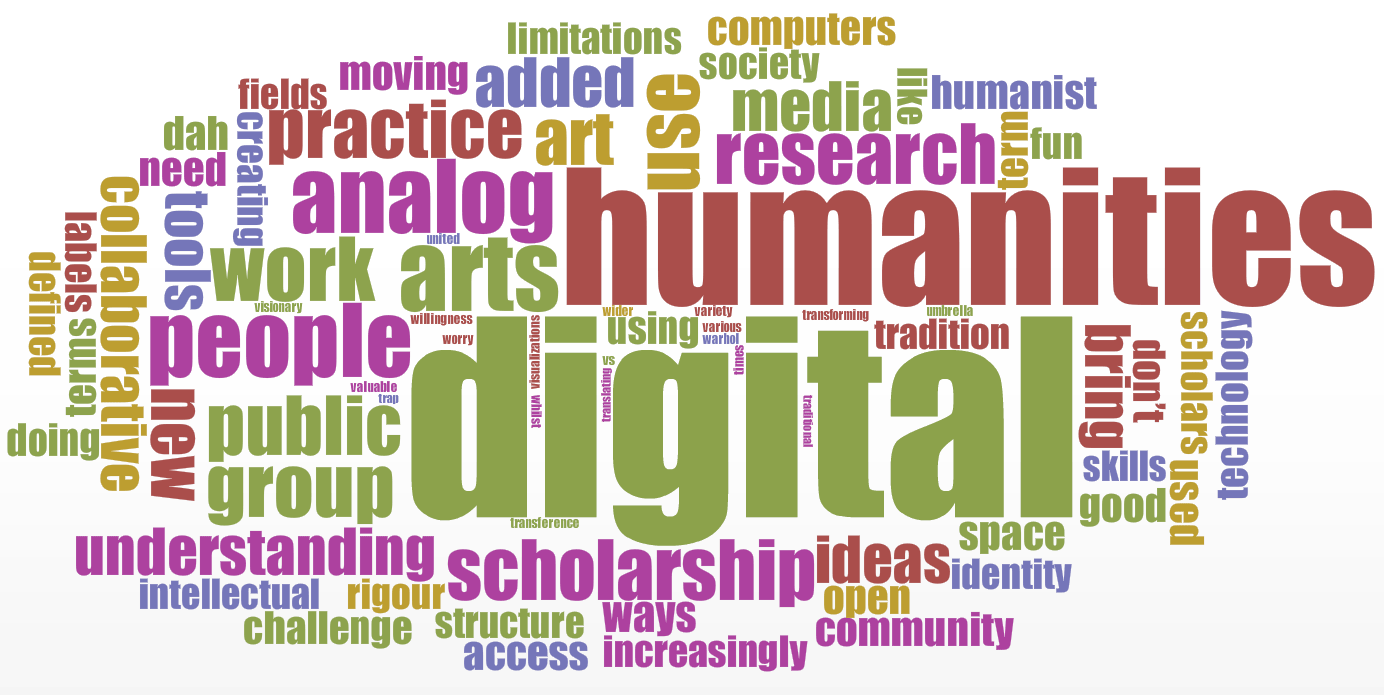 computers
limitations
society
moving
added
use
like
humanist
fields
media
practice
art
research
term
fun
dah
creating
need
analog
humanities
tools
collaborative
labels
united
work
arts
defined
visionary
people
willingness
worry
visualizations
wider
using
variety
various
warhol
transforming
umbrella
tradition
digital
vs
translating
times
traditional
whilst
bring
don't
scholars
technology
terms
valuable
trap
new
public
doing
group
skills
used
good
transference
space
understanding
scholarship
ideas
identity
intellectual
rigour
open
challenge
structure
ways
community
access
increasingly